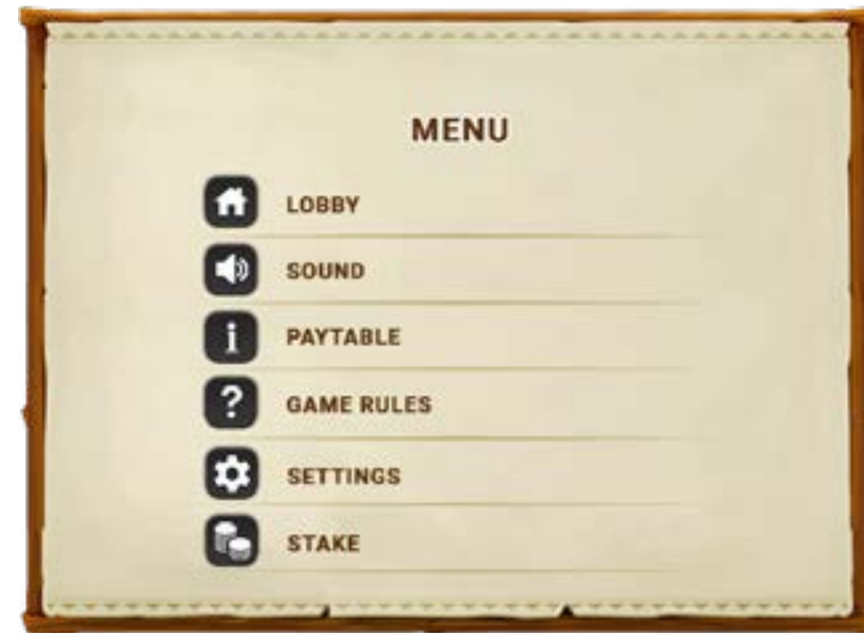 MENU
LOBBY
SOUND
PAYTABLE
GAME RULES
SETTINGS
STAKE